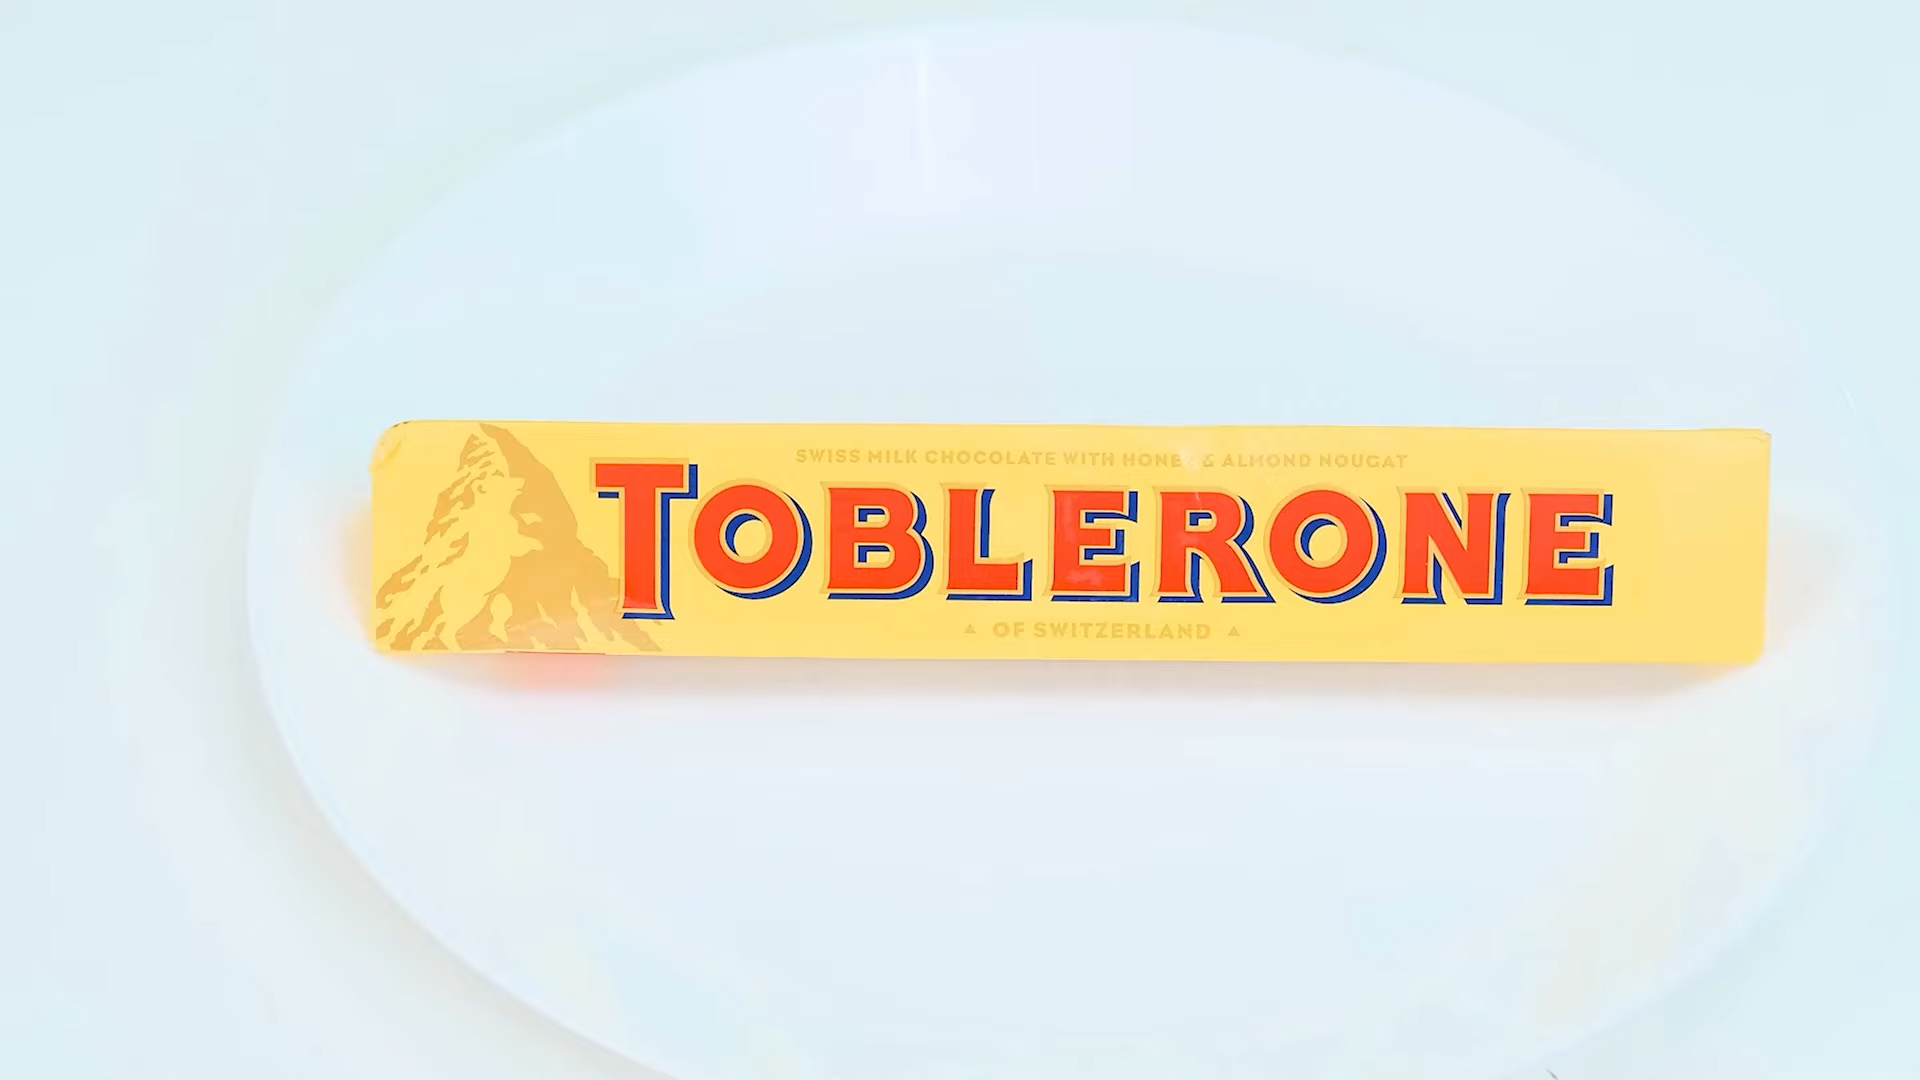 SWISS MILK CHOCOLATE WITH HONEY & ALMOND NOUGAT
TOBLERONE
OF SWITZERLAND